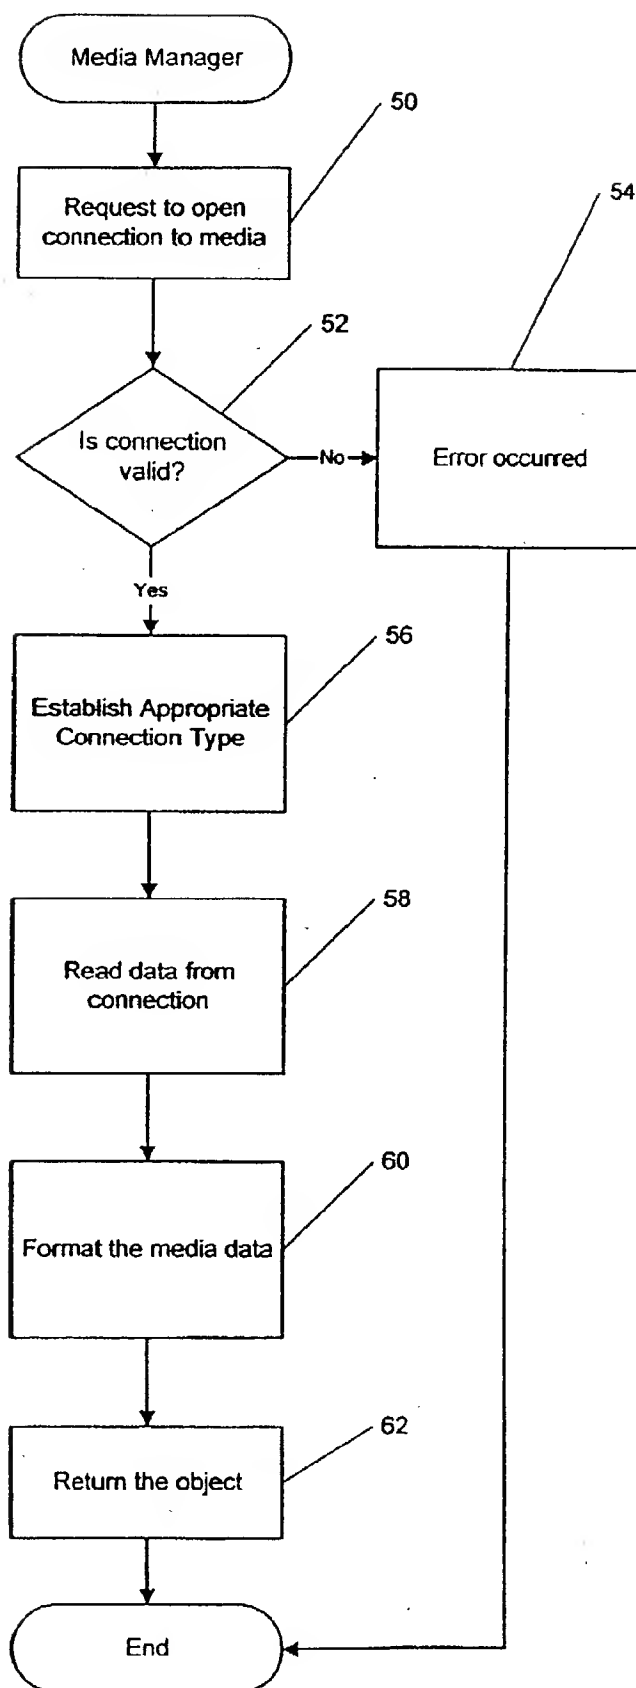 Media Manager
50
Request to open
connection to media
54
52
Is connection
valid?
No
Error occurred
Yes
56
Establish Appropriate
Connection Type
58
Read data from
connection
60
Format the media data
62
Return the object
End